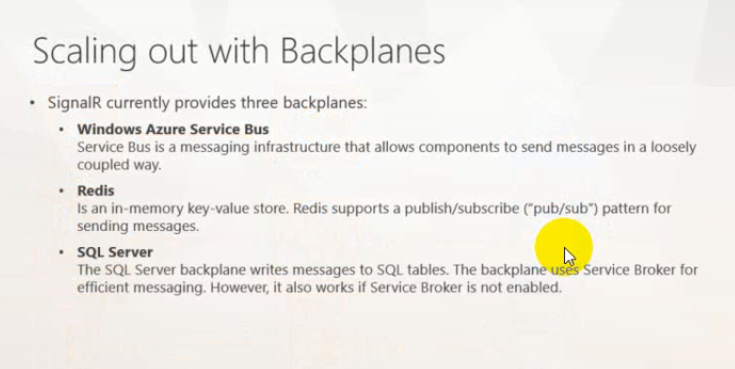 Scaling out with Backplanes
• SignalR currently provides three backplanes:
• Windows Azure Service Bus
Service Bus is a messaging infrastructure that allows components to send messages in a loosely
coupled way.
• Redis
Is an in-memory key-value store. Redis supports a publish/subscribe (“pub/sub”) pattern for
sending messages.
• SQL Server
The SQL Server backplane writes messages to SQL tables. The backplane uses Service Broker for
efficient messaging. However, it also works if Service Broker is not enabled.